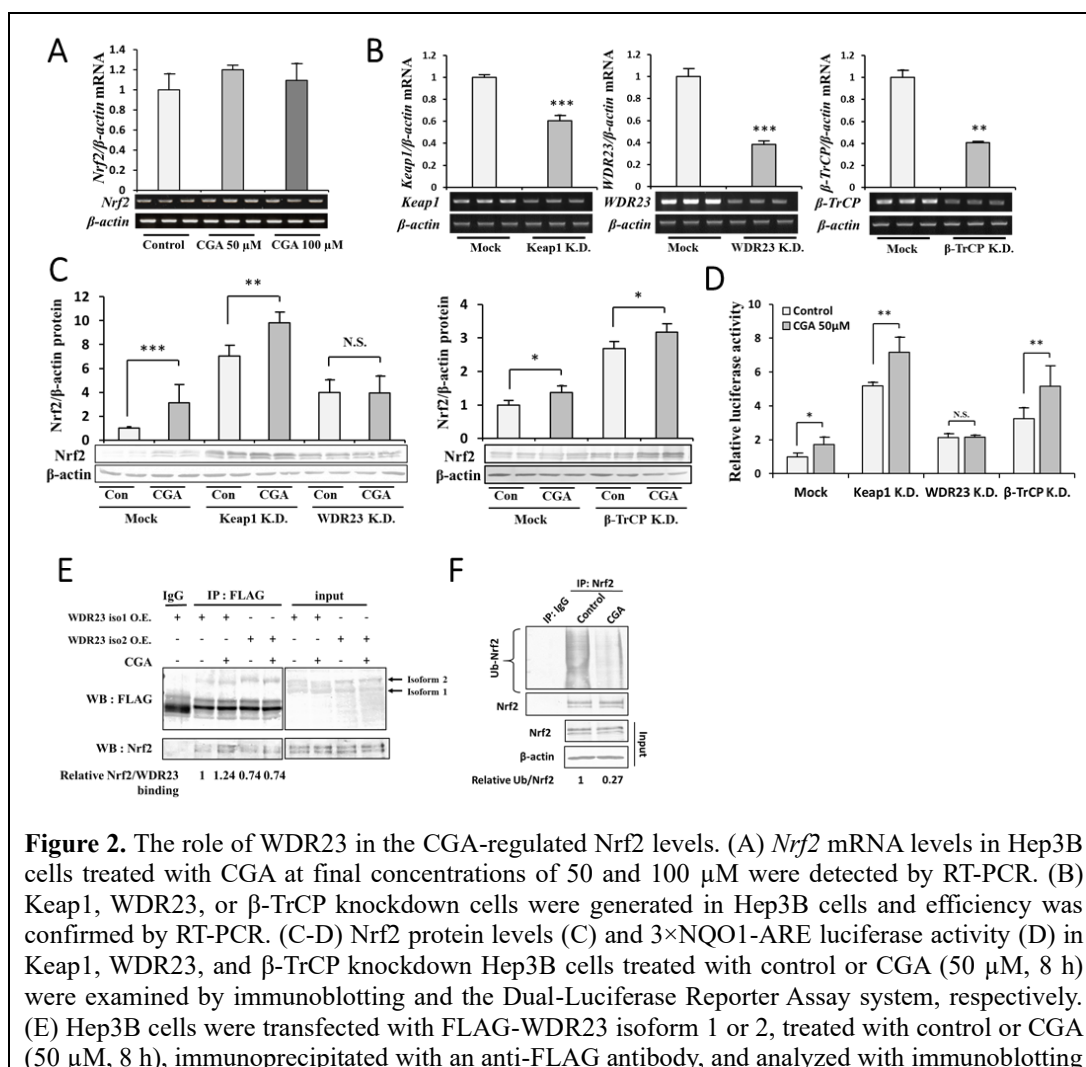 A
Nrf2/β-actin mRNA
1.4
1.2
1
0.8
0.6
0.4
0.2
0
Nrf2
β-actin
Control CGA 50 μM CGA 100 μM
B
Keap1/β-actin mRNA
1.2
1
0.8
0.6
0.4
0.2
0
***
Keap1
β-actin
Mock Keap1 K.D.
WDR23/β-actin mRNA
1.2
1
0.8
0.6
0.4
0.2
0
***
WDR23
β-actin
Mock WDR23 K.D.
β-TrCP/β-actin mRNA
1.2
1
0.8
0.6
0.4
0.2
0
**
β-TrCP
β-actin
Mock β-TrCP K.D.
C
Nrf2/β-actin protein
12
10
8
6
4
2
0
***
**
N.S.
Nrf2
β-actin
Con CGA Con CGA Con CGA
Mock Keap1 K.D. WDR23 K.D.
Nrf2/β-actin protein
4
3
2
1
0
*
*
Nrf2
β-actin
Con CGA Con CGA
Mock β-TrCP K.D.
D
Relative luciferase activity
10
8
6
4
2
0
Control
CGA 50μM
*
**
N.S.
**
Mock Keap1 K.D. WDR23 K.D. β-TrCP K.D.
E
IgG IP : FLAG input
WDR23 iso1 O.E. + + + - - + + - -
WDR23 iso2 O.E. - - - + + - - + +
CGA - - + - + - + - +
WB : FLAG
Isoform 2
Isoform 1
WB : Nrf2
Relative Nrf2/WDR23 binding 1 1.24 0.74 0.74
F
IP: Nrf2
IP: IgG Control CGA
Ub-Nrf2
Nrf2
Nrf2
β-actin
Input
Relative Ub/Nrf2 1 0.27
Figure 2. The role of WDR23 in the CGA-regulated Nrf2 levels. (A) Nrf2 mRNA levels in Hep3B
cells treated with CGA at final concentrations of 50 and 100 μM were detected by RT-PCR. (B)
Keap1, WDR23, or β-TrCP knockdown cells were generated in Hep3B cells and efficiency was
confirmed by RT-PCR. (C-D) Nrf2 protein levels (C) and 3×NQO1-ARE luciferase activity (D) in
Keap1, WDR23, and β-TrCP knockdown Hep3B cells treated with control or CGA (50 μM, 8 h)
were examined by immunoblotting and the Dual-Luciferase Reporter Assay system, respectively.
(E) Hep3B cells were transfected with FLAG-WDR23 isoform 1 or 2, treated with control or CGA
(50 μM, 8 h), immunoprecipitated with an anti-FLAG antibody, and analyzed with immunoblotting